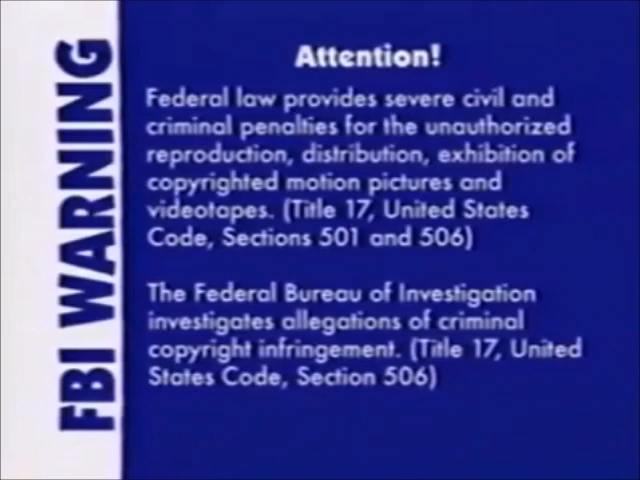 FBI WARNING
Attention!
Federal law provides severe civil and
criminal penalties for the unauthorized
reproduction, distribution, exhibition of
copyrighted motion pictures and
videotapes. (Title 17, United States
Code, Sections 501 and 506)
The Federal Bureau of Investigation
investigates allegations of criminal
copyright infringement. (Title 17, United
States Code, Section 506)